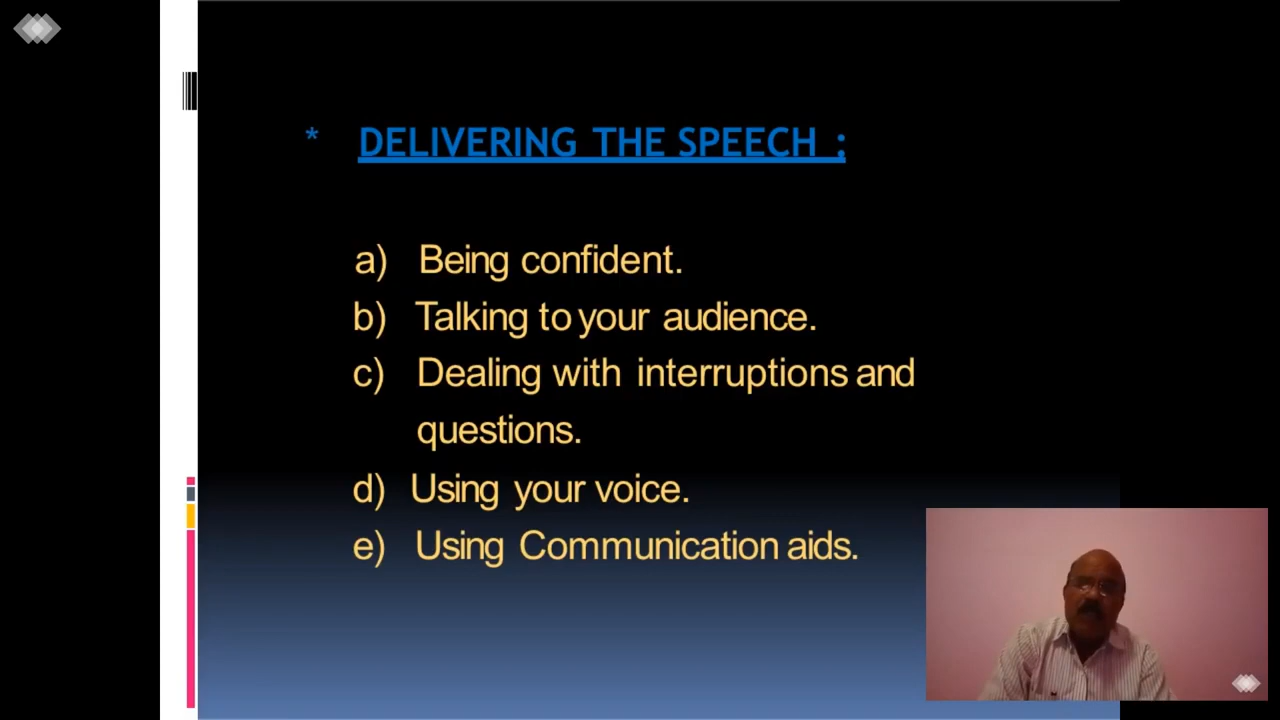 * DELIVERING THE SPEECH :
a) Being confident.
b) Talking to your audience.
c) Dealing with interruptions and
questions.
d) Using your voice.
e) Using Communication aids.